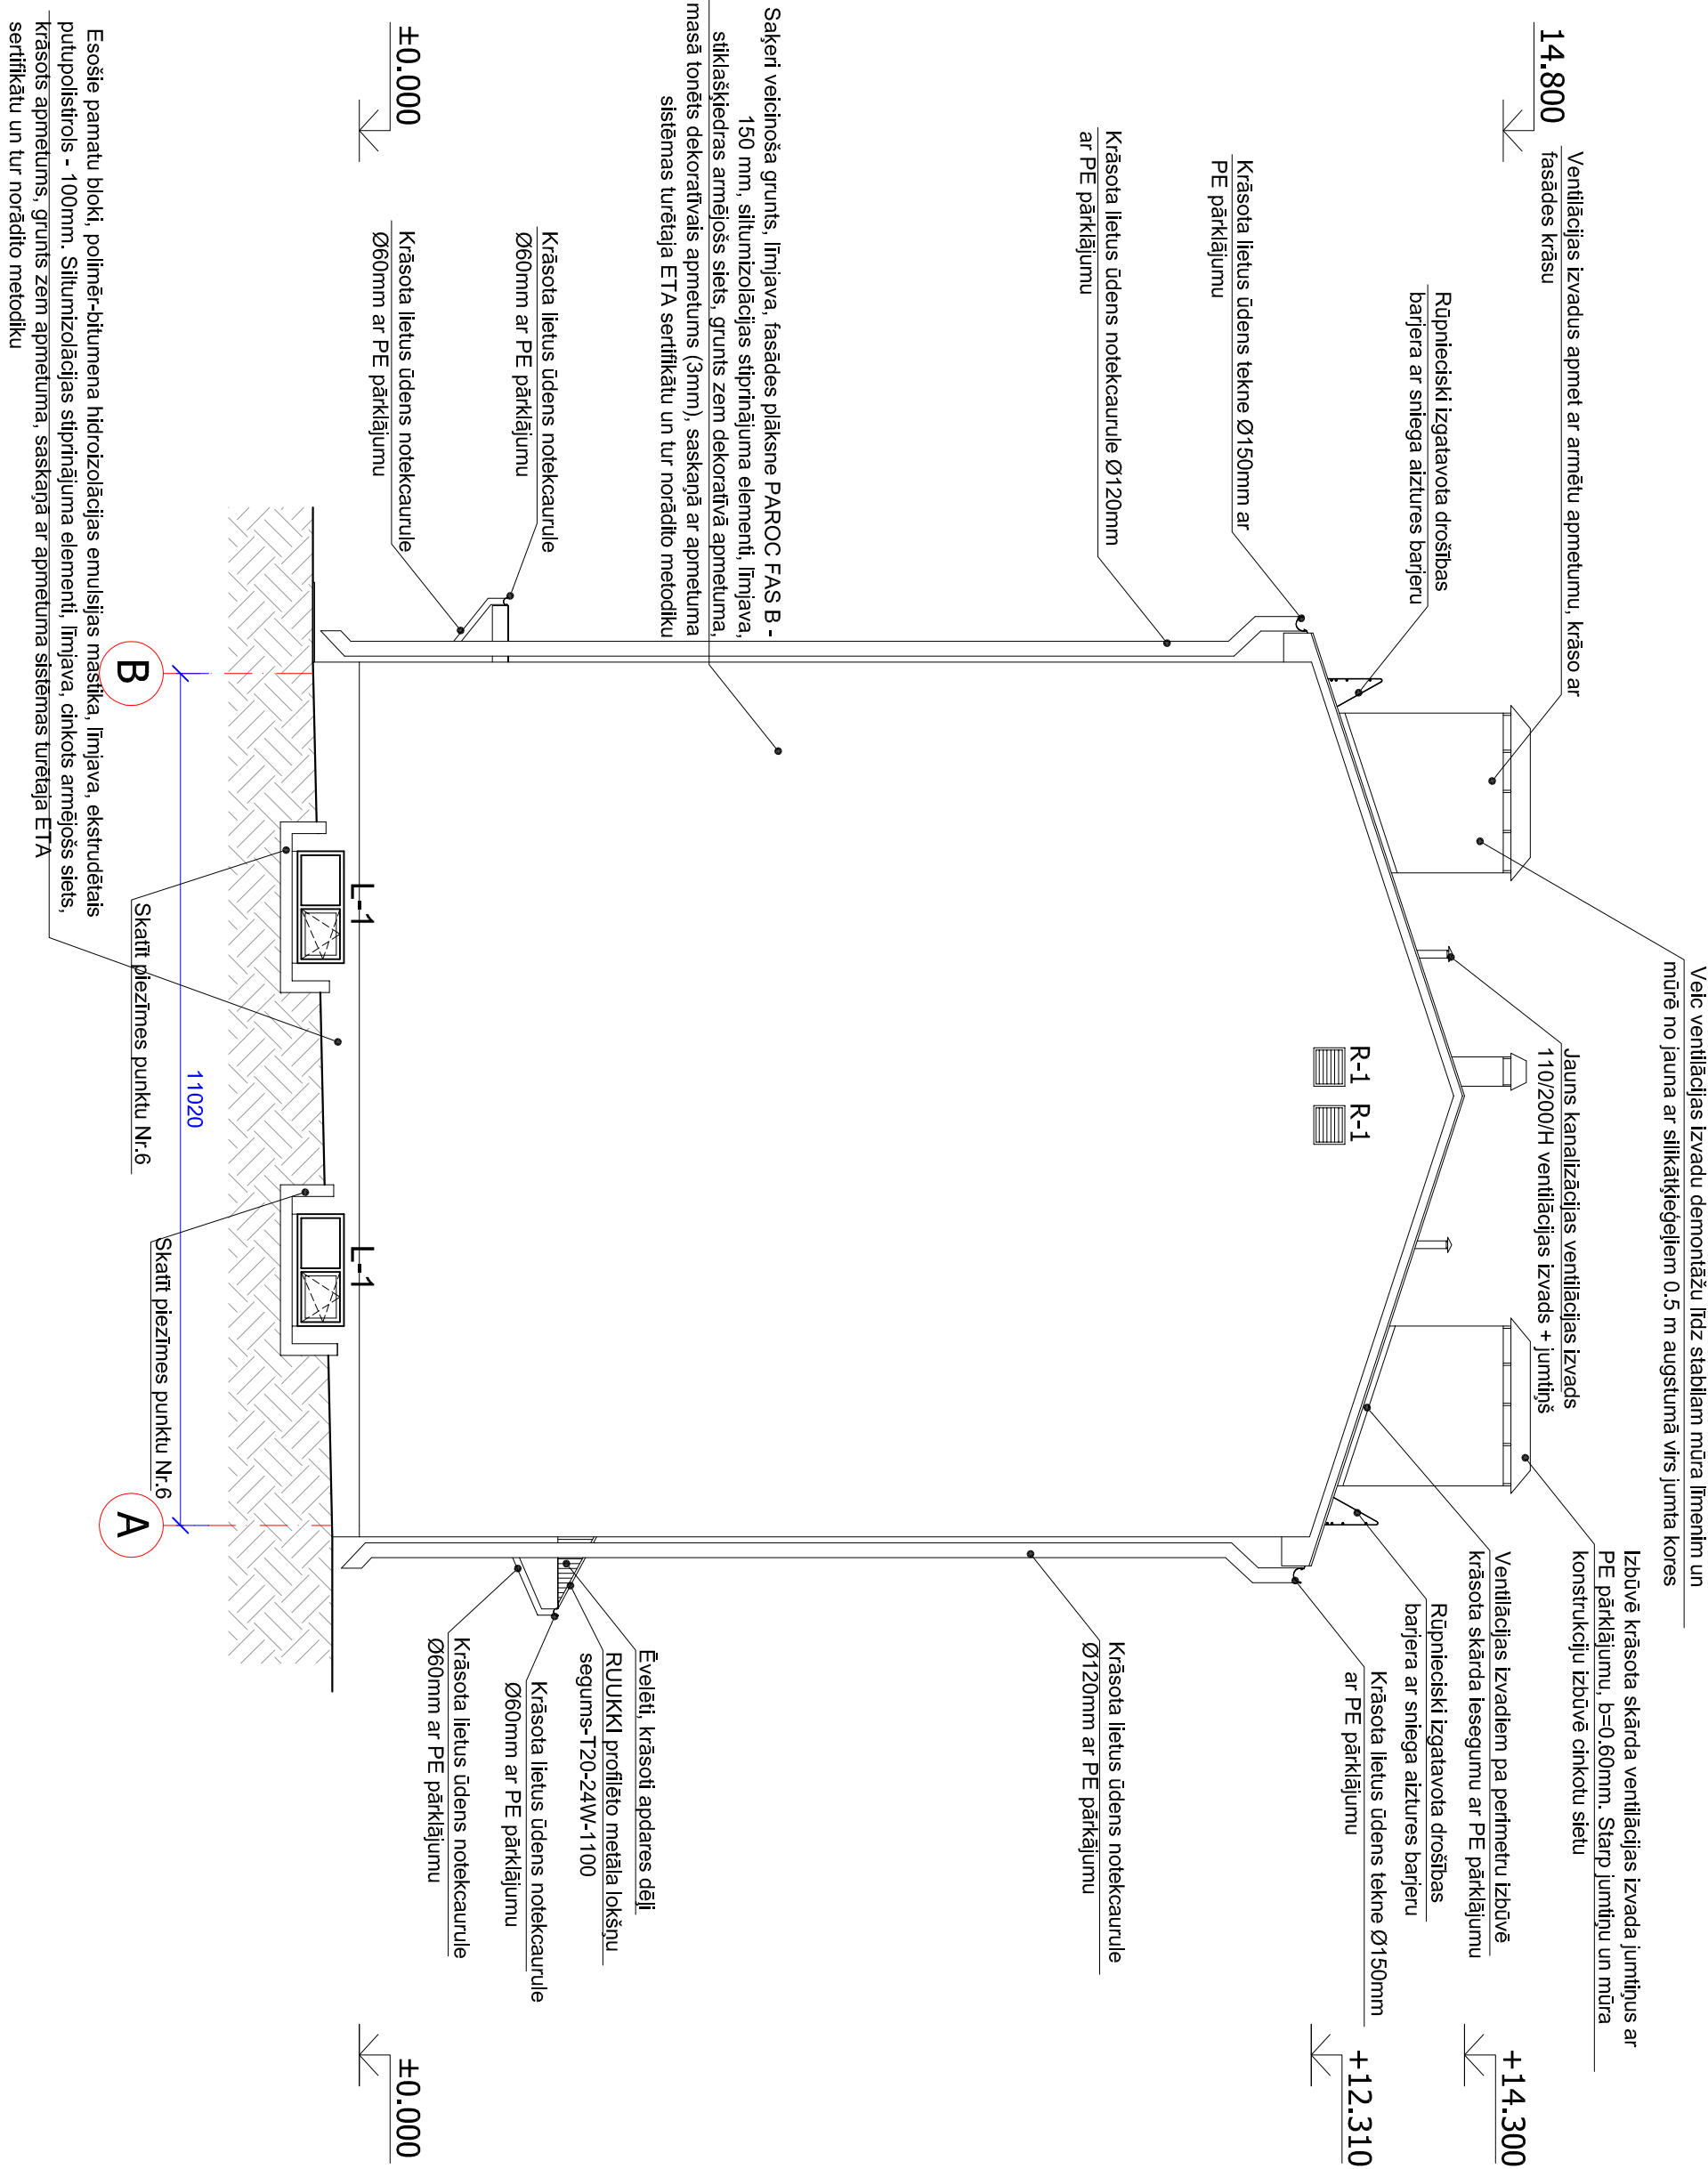 Veic ventilācijas izvadu demontāžu līdz stabilam mūra līmenim un
mūrē no jauna ar silikātķieģeļiem 0.5 m augstumā virs jumta kores
14.800
Ventilācijas izvadus apmet ar armētu apmetumu, krāso ar
fasādes krāsu
Jauns kanalizācijas ventilācijas izvads
110/200/H ventilācijas izvads + jumtiņš
Izbūvē krāsota skārda ventilācijas izvada jumtiņus ar
PE pārklājumu, b=0.60mm. Starp jumtiņu un mūra
konstrukciju izbūvē cinkotu sietu
Ventilācijas izvadiem pa perimetru izbūvē
krāsota skārda iesegumu ar PE pārklājumu
+14.300
Rūpnieciski izgatavota drošības
barjera ar sniega aiztures barjeru
Rūpnieciski izgatavota drošības
barjera ar sniega aiztures barjeru
Krāsota lietus ūdens tekne Ø150mm ar
PE pārklājumu
R-1
R-1
Krāsota lietus ūdens tekne Ø150mm
ar PE pārklājumu
+12.310
Krāsota lietus ūdens notekcaurule Ø120mm
ar PE pārklājumu
Krāsota lietus ūdens notekcaurule
Ø120mm ar PE pārkājumu
Saķeri veicinoša grunts, līmjava, fasādes plāksne PAROC FAS B -
150 mm, siltumizolācijas stiprinājuma elementi, līmjava,
stiklašķiedras armējošs siets, grunts zem dekoratīvā apmetuma,
masā tonēts dekoratīvais apmetums (3mm), saskaņā ar apmetuma
sistēmas turētaja ETA sertifikātu un tur norādīto metodiku
Ēvelēti, krāsoti apdares dēļi
RUUKKI profilēto metāla lokšņu
segums-T20-24W-1100
Krāsota lietus ūdens notekcaurule
Ø60mm ar PE pārklājumu
Krāsota lietus ūdens notekcaurule
Ø60mm ar PE pārklājumu
Krāsota lietus ūdens notekcaurule
Ø60mm ar PE pārklājumu
Krāsota lietus ūdens notekcaurule
Ø60mm ar PE pārklājumu
±0.000
L-1
L-1
±0.000
11020
Skatīt piezīmes punktu Nr.6
Skatīt piezīmes punktu Nr.6
B
A
Esošie pamatu bloki, polimēr-bitumena hidroizolācijas emulsijas mastika, līmjava, ekstrudētais
putupolistirols - 100mm. Siltumizolācijas stiprinājuma elementi, līmjava, cinkots armējošs siets,
krāsots apmetums, grunts zem apmetuma, saskaņā ar apmetuma sistēmas turētaja ETA
sertifikātu un tur norādīto metodiku